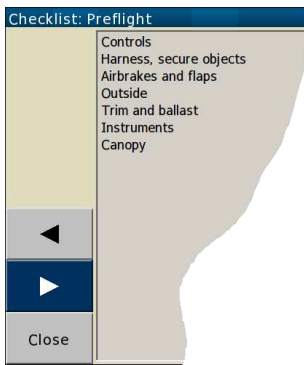 Checklist: Preflight
Controls
Harness, secure objects
Airbrakes and flaps
Outside
Trim and ballast
Instruments
Canopy
Close